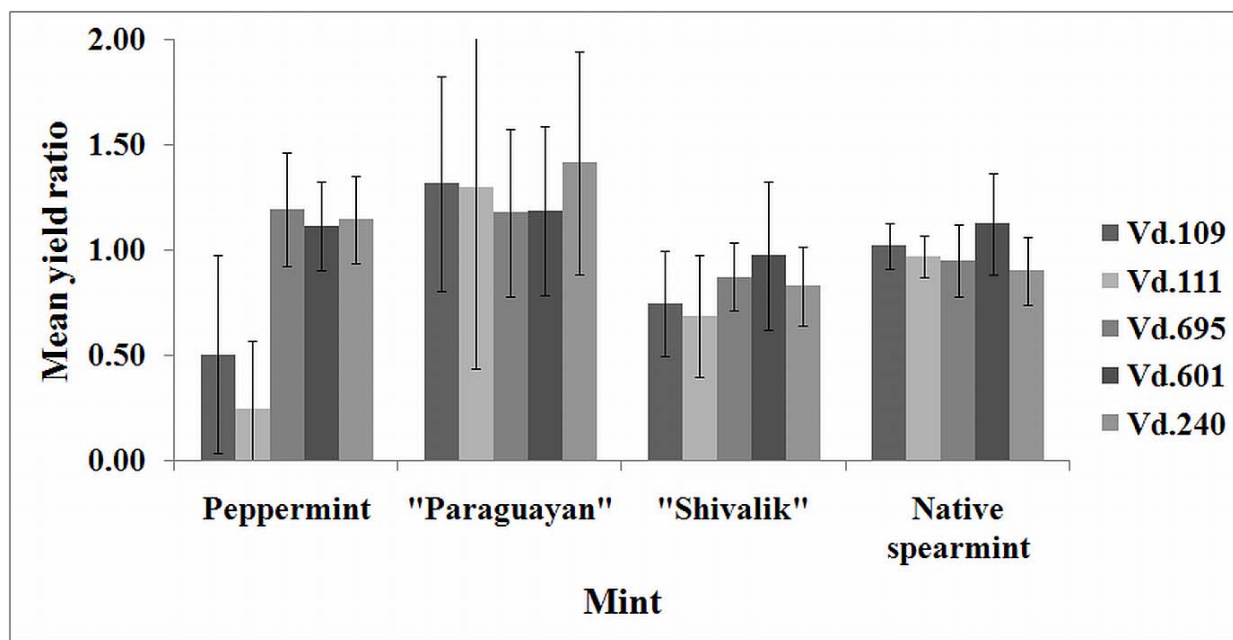 2.00
1.50
1.00
0.50
0.00
Mean yield ratio
Peppermint
"Paraguayan"
"Shivalik"
Native
spearmint
Mint
Vd.109
Vd.111
Vd.695
Vd.601
Vd.240